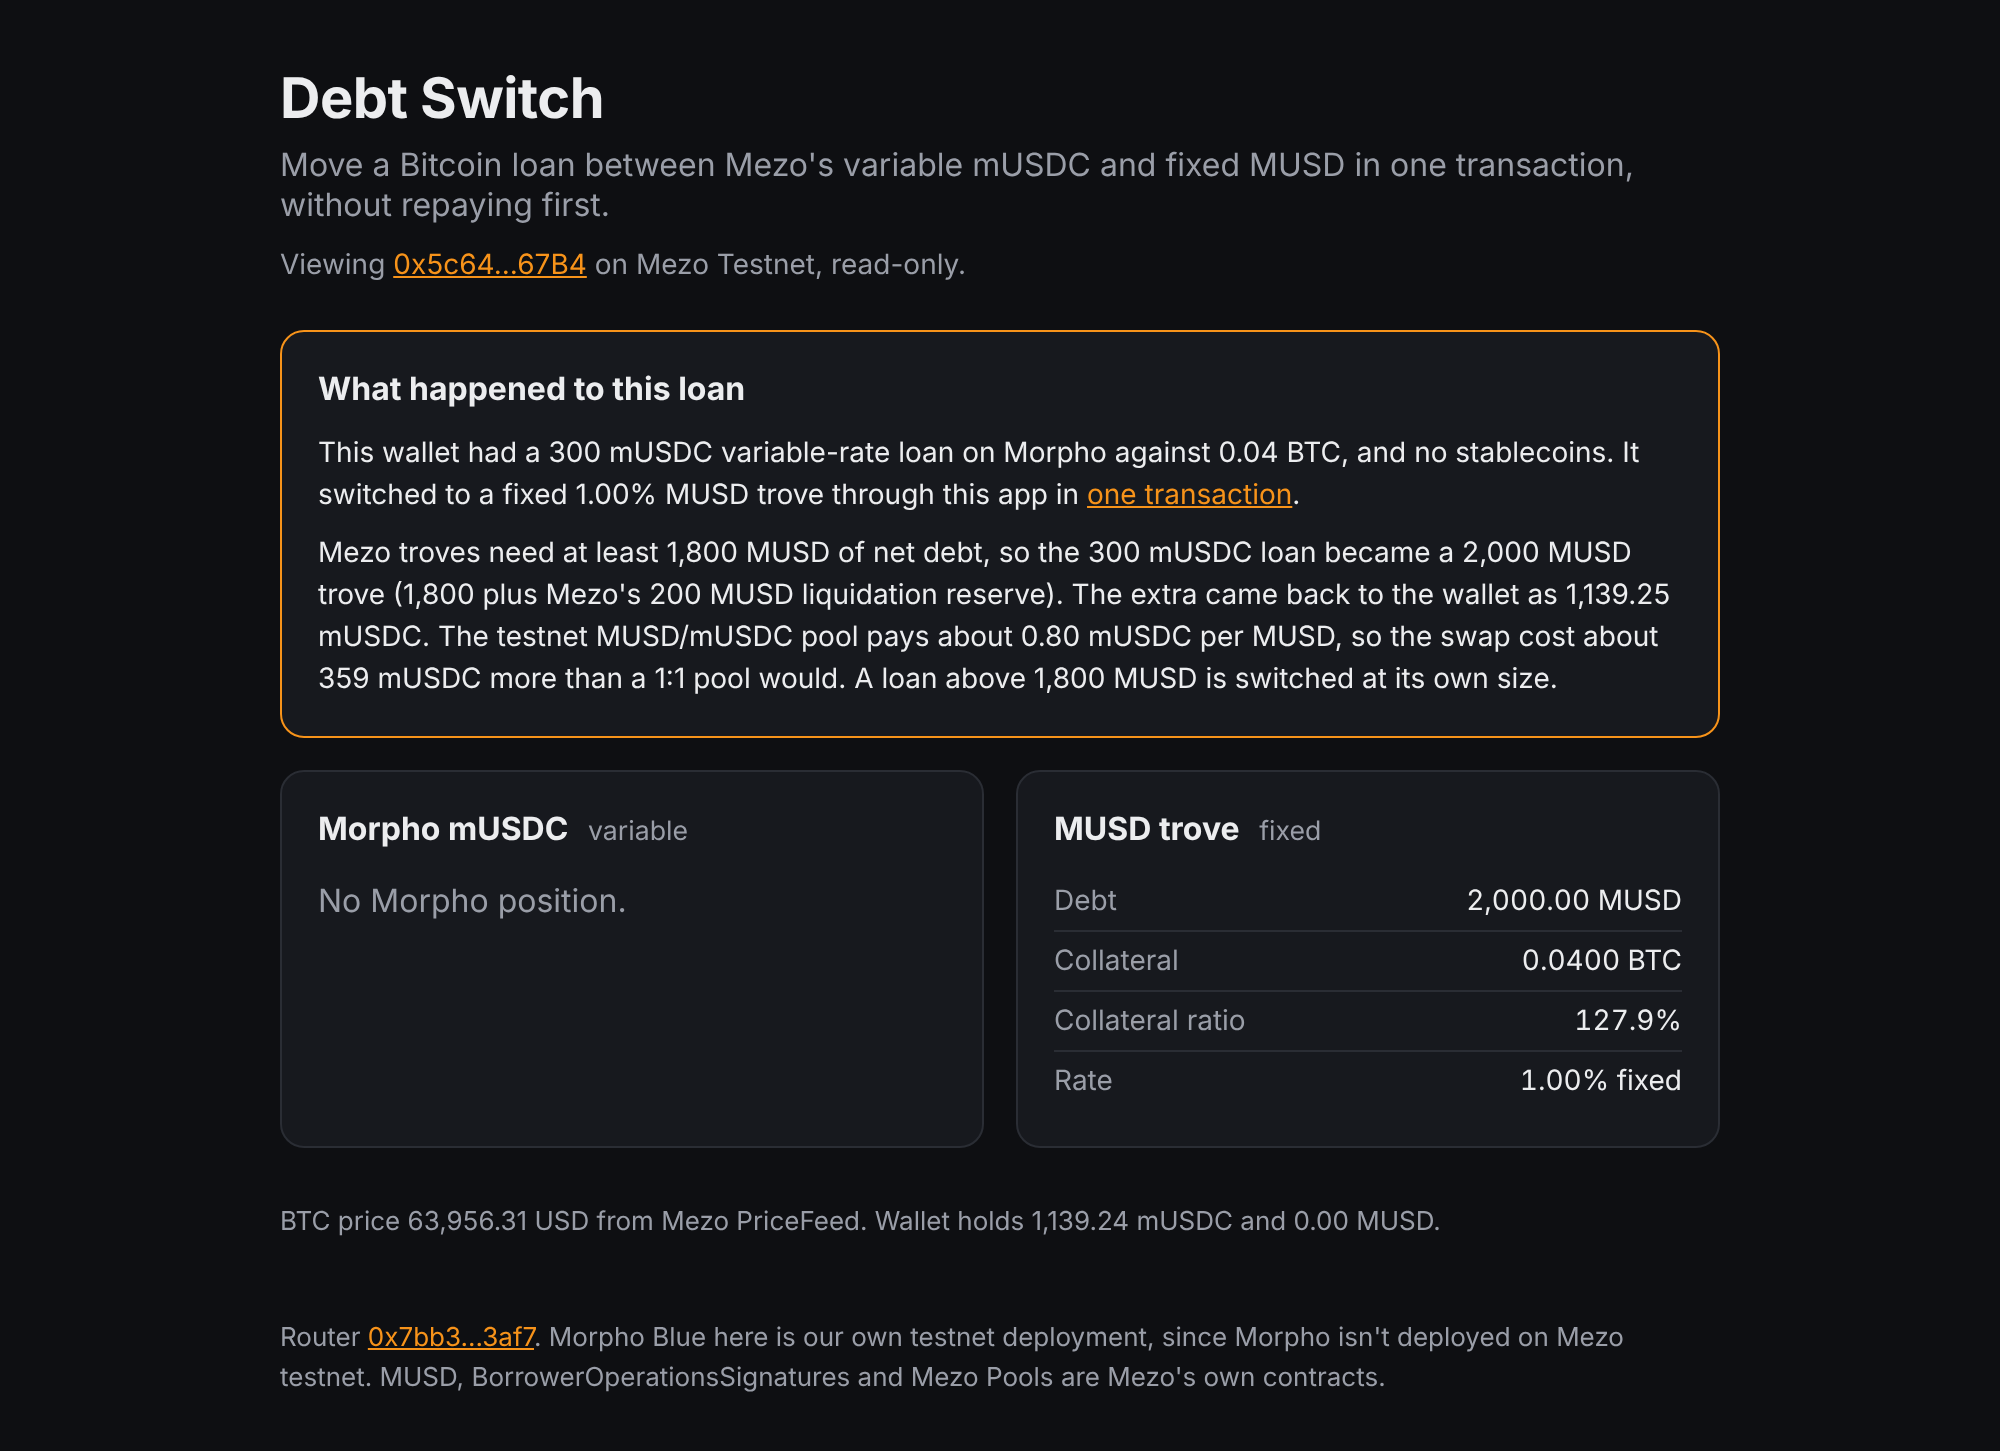 Debt Switch
Move a Bitcoin loan between Mezo's variable mUSDC and fixed MUSD in one transaction,
without repaying first.
Viewing 0x5c64...67B4 on Mezo Testnet, read-only.
What happened to this loan
This wallet had a 300 mUSDC variable-rate loan on Morpho against 0.04 BTC, and no stablecoins. It
switched to a fixed 1.00% MUSD trove through this app in one transaction.
Mezo troves need at least 1,800 MUSD of net debt, so the 300 mUSDC loan became a 2,000 MUSD
trove (1,800 plus Mezo's 200 MUSD liquidation reserve). The extra came back to the wallet as 1,139.25
mUSDC. The testnet MUSD/mUSDC pool pays about 0.80 mUSDC per MUSD, so the swap cost about
359 mUSDC more than a 1:1 pool would. A loan above 1,800 MUSD is switched at its own size.
Morpho mUSDC variable
No Morpho position.
MUSD trove fixed
Debt 2,000.00 MUSD
Collateral 0.0400 BTC
Collateral ratio 127.9%
Rate 1.00% fixed
BTC price 63,956.31 USD from Mezo PriceFeed. Wallet holds 1,139.24 mUSDC and 0.00 MUSD.
Router 0x7bb3...3af7. Morpho Blue here is our own testnet deployment, since Morpho isn't deployed on Mezo
testnet. MUSD, BorrowerOperationsSignatures and Mezo Pools are Mezo's own contracts.